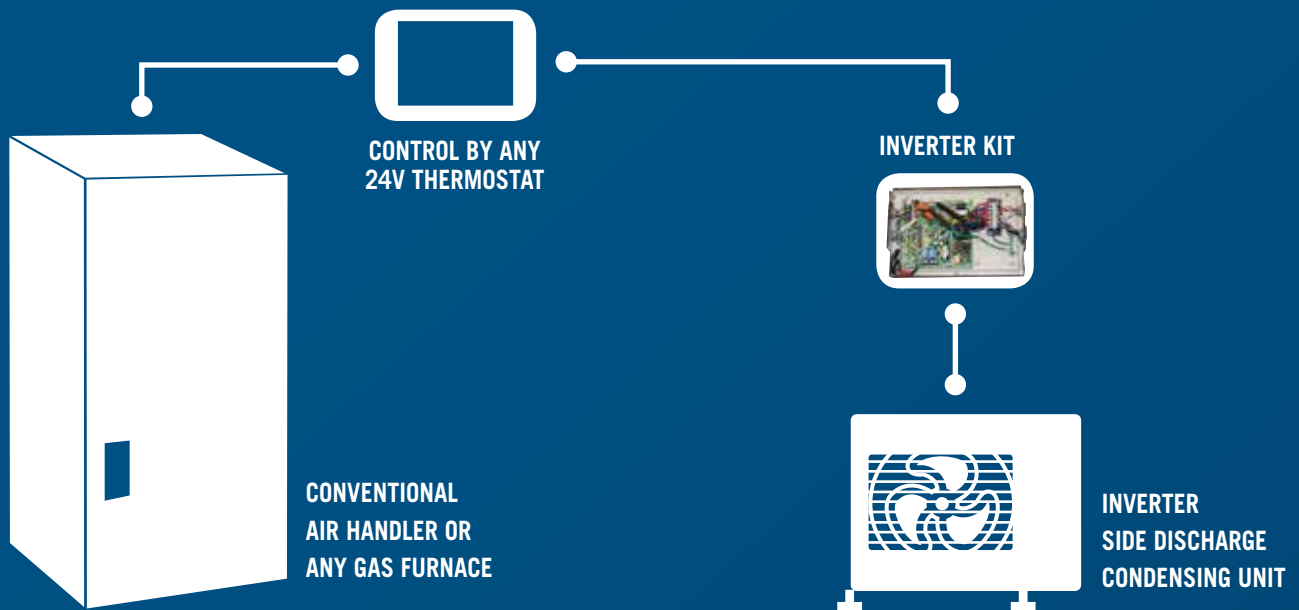 CONTROL BY ANY
24V THERMOSTAT
INVERTER KIT
CONVENTIONAL
AIR HANDLER OR
ANY GAS FURNACE
INVERTER
SIDE DISCHARGE
CONDENSING UNIT